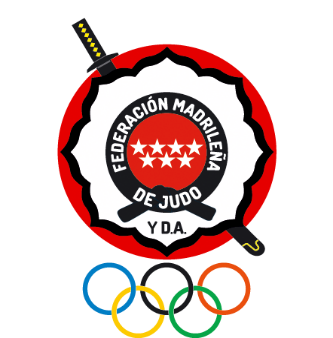 FEDERACIÓN MADRILEÑA
DE JUDO
Y D.A.